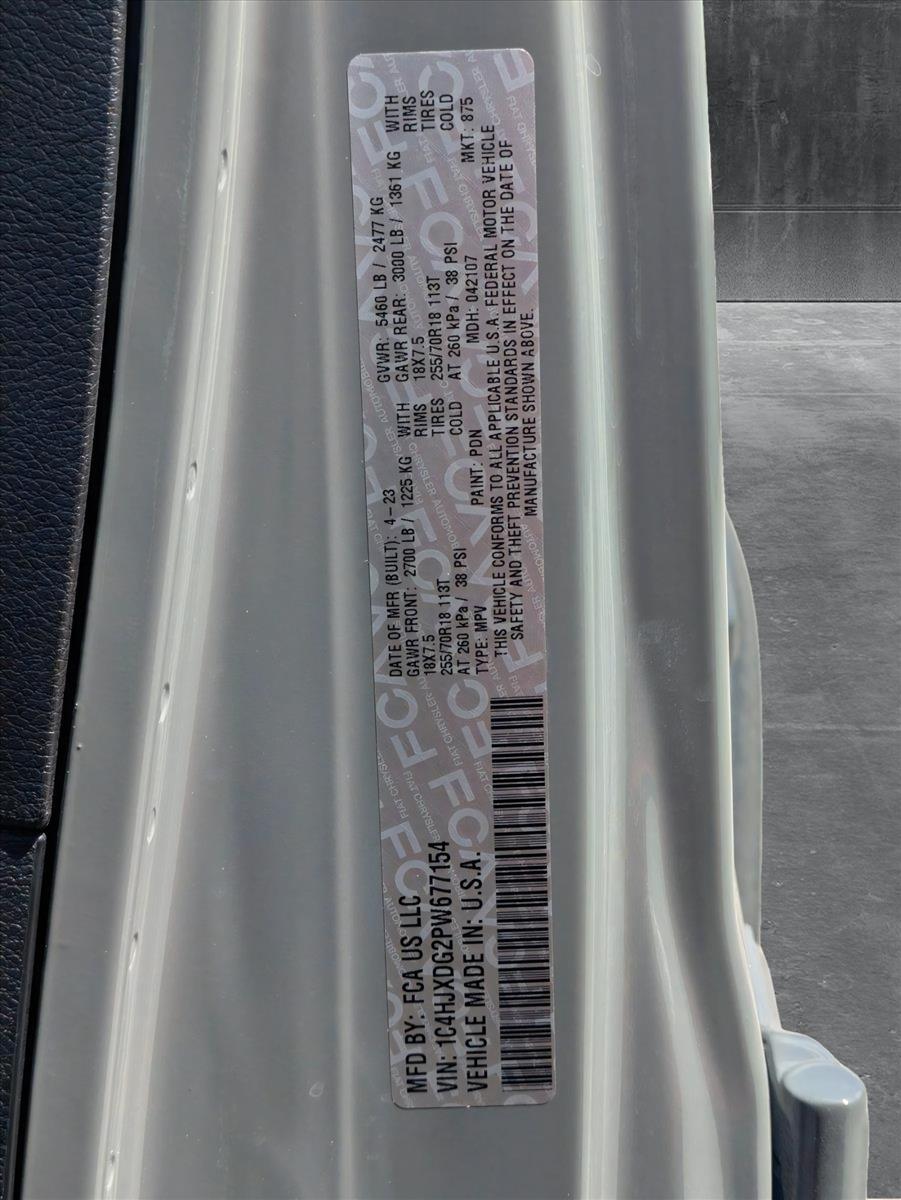 MFD BY: FCA US LLC
VIN: 1C4HJXDG2PW677154
VEHICLE MADE IN: U.S.A.
DATE OF MFR (BUILT): 4-23 GVWR: 5460 LB / 2477 KG
GAWR FRONT: 2700 LB / 1225 KG WITH GAWR REAR: 3000 LB / 1361 KG WITH
18X7.5 RIMS 18X7.5 RIMS
255/70R18 113T TIRES 255/70R18 113T TIRES
AT 260 kPa / 38 PSI COLD AT 260 kPa / 38 PSI COLD
TYPE: MPV PAINT: PDN MDH: 042107 MKT: 875
THIS VEHICLE CONFORMS TO ALL APPLICABLE U.S.A. FEDERAL MOTOR VEHICLE
SAFETY AND THEFT PREVENTION STANDARDS IN EFFECT ON THE DATE OF
MANUFACTURE SHOWN ABOVE.